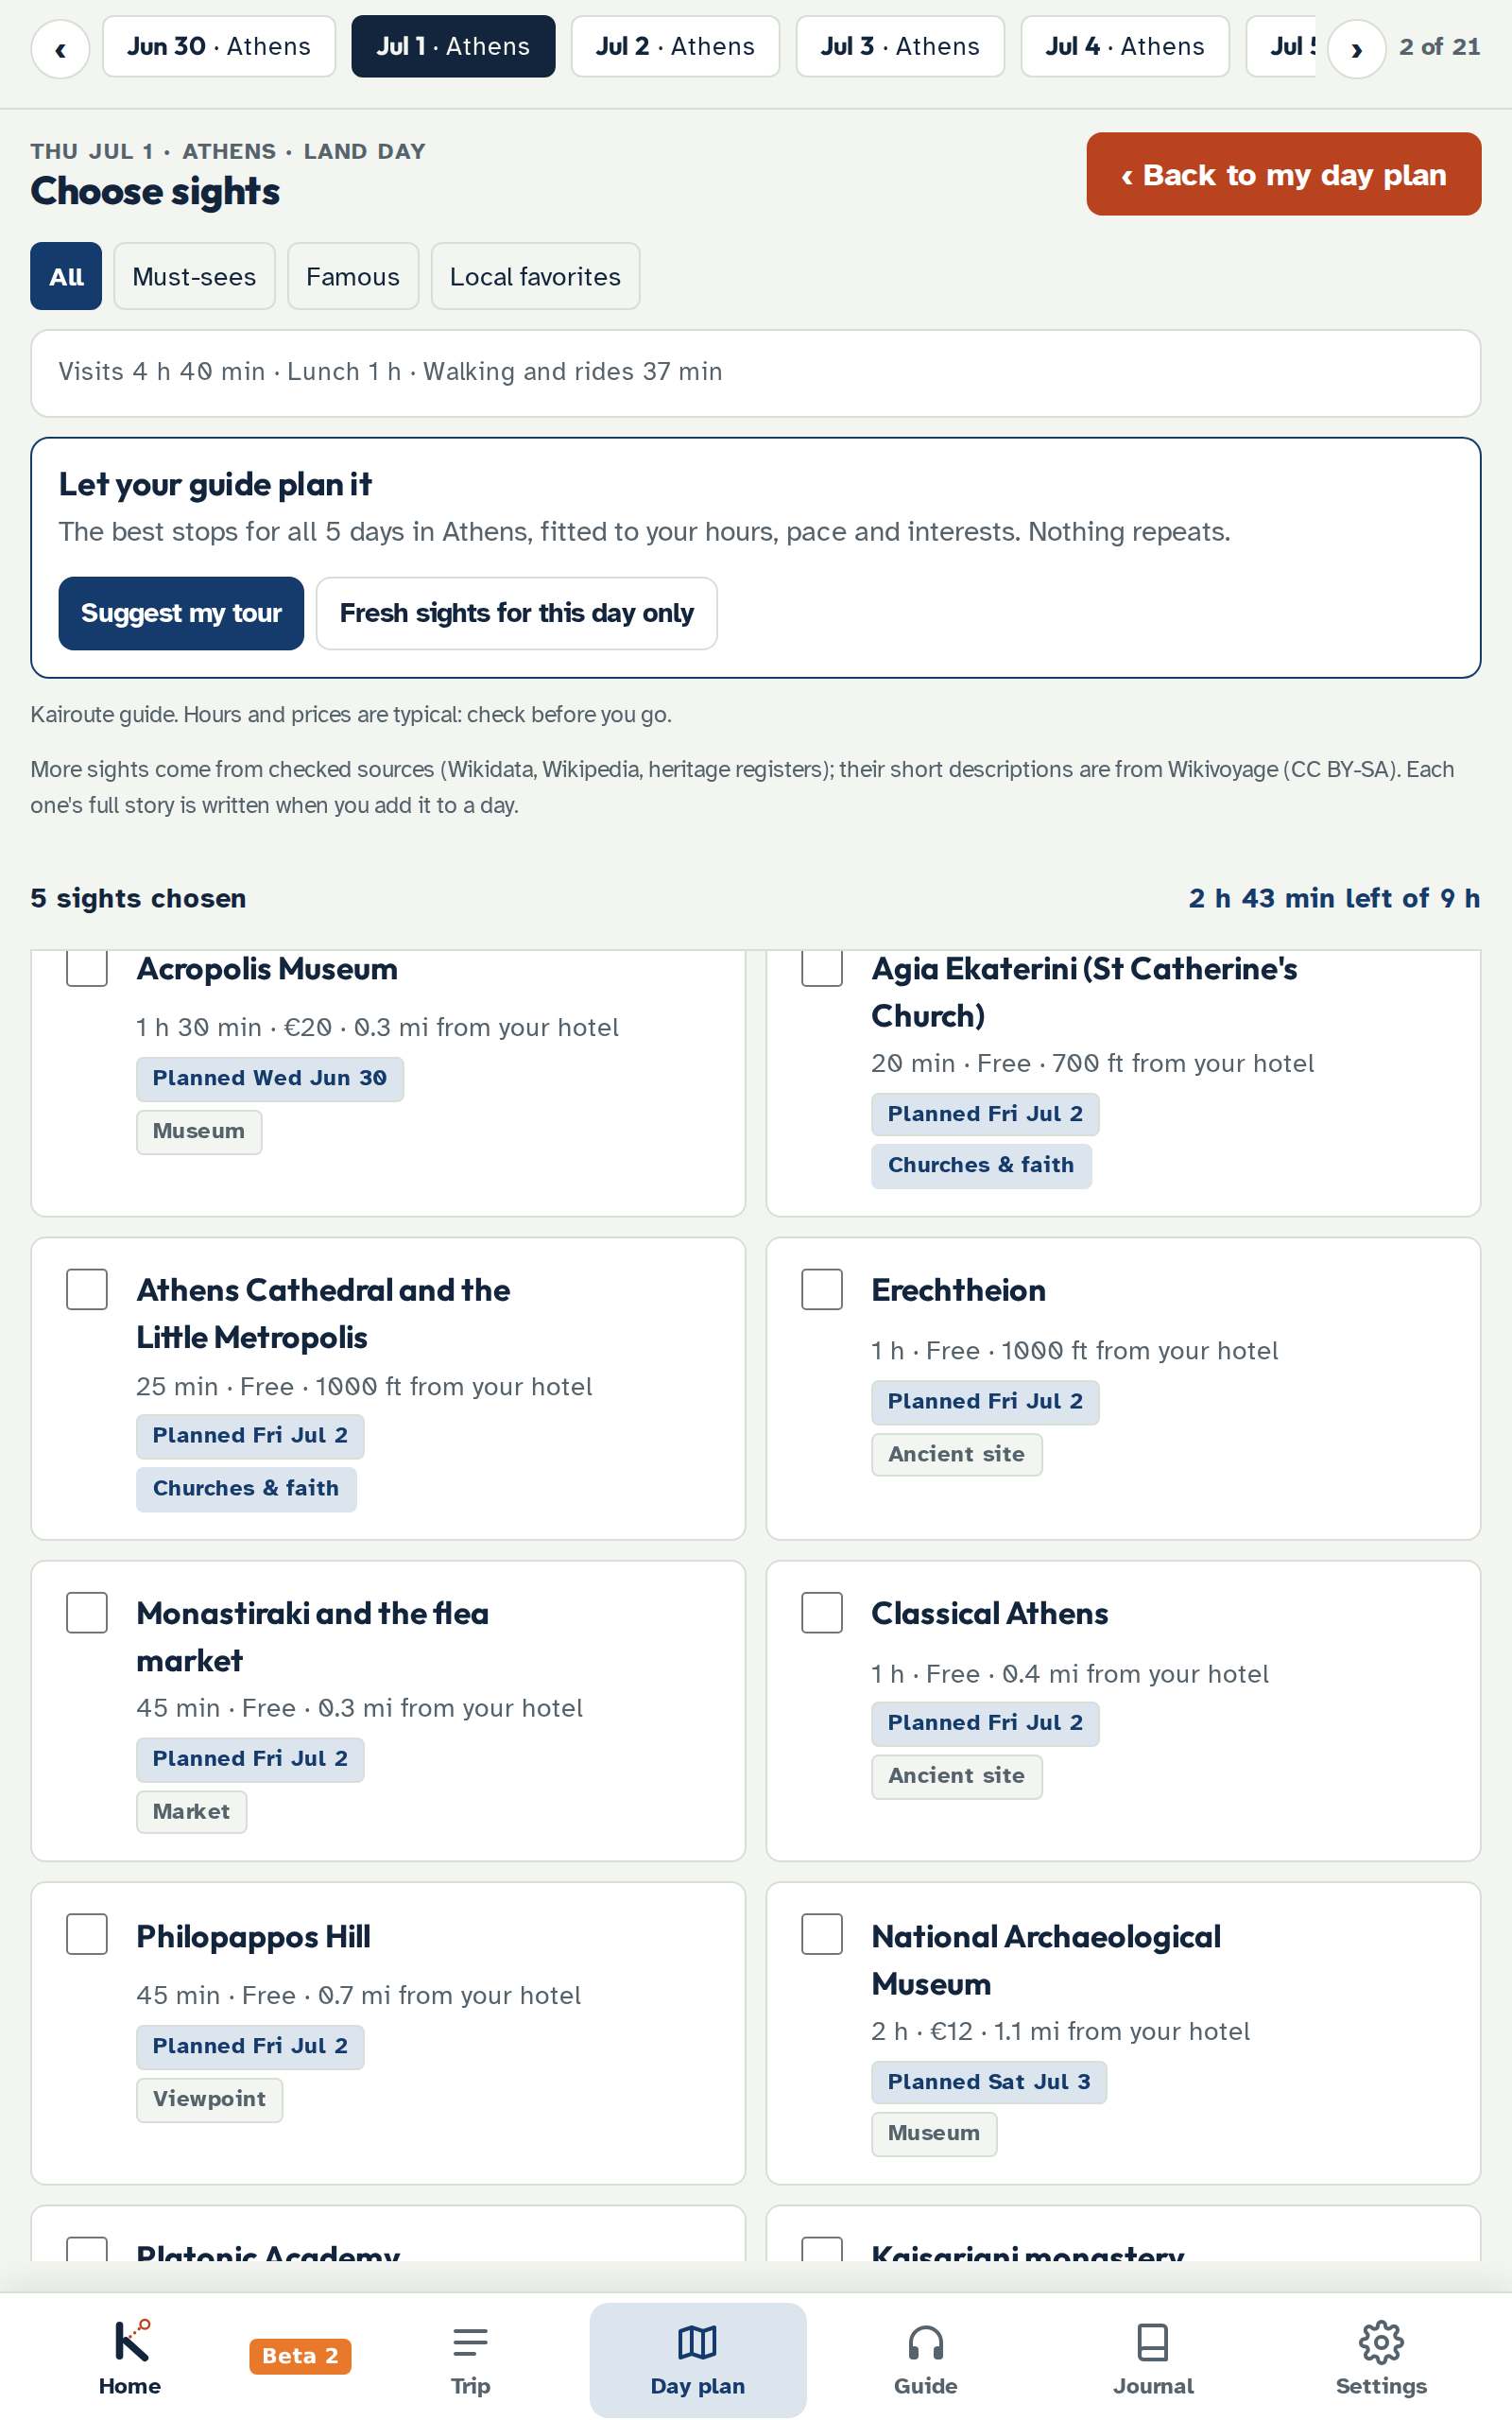 ‹
Jun 30 · Athens
Jul 1 · Athens
Jul 2 · Athens
Jul 3 · Athens
Jul 4 · Athens
Jul
›
2 of 21
THU JUL 1 · ATHENS · LAND DAY
Choose sights
‹ Back to my day plan
All
Must-sees
Famous
Local favorites
Visits 4 h 40 min · Lunch 1 h · Walking and rides 37 min
Let your guide plan it
The best stops for all 5 days in Athens, fitted to your hours, pace and interests. Nothing repeats.
Suggest my tour
Fresh sights for this day only
Kairoute guide. Hours and prices are typical: check before you go.
More sights come from checked sources (Wikidata, Wikipedia, heritage registers); their short descriptions are from Wikivoyage (CC BY-SA). Each
one's full story is written when you add it to a day.
5 sights chosen
2 h 43 min left of 9 h
Acropolis Museum
1 h 30 min · €20 · 0.3 mi from your hotel
Planned Wed Jun 30
Museum
Agia Ekaterini (St Catherine's
Church)
20 min · Free · 700 ft from your hotel
Planned Fri Jul 2
Churches & faith
Athens Cathedral and the
Little Metropolis
25 min · Free · 1000 ft from your hotel
Planned Fri Jul 2
Churches & faith
Erechtheion
1 h · Free · 1000 ft from your hotel
Planned Fri Jul 2
Ancient site
Monastiraki and the flea
market
45 min · Free · 0.3 mi from your hotel
Planned Fri Jul 2
Market
Classical Athens
1 h · Free · 0.4 mi from your hotel
Planned Fri Jul 2
Ancient site
Philopappos Hill
45 min · Free · 0.7 mi from your hotel
Planned Fri Jul 2
Viewpoint
National Archaeological
Museum
2 h · €12 · 1.1 mi from your hotel
Planned Sat Jul 3
Museum
Platonic Academy
Kaisariani monastery
Home
Beta 2
Trip
Day plan
Guide
Journal
Settings